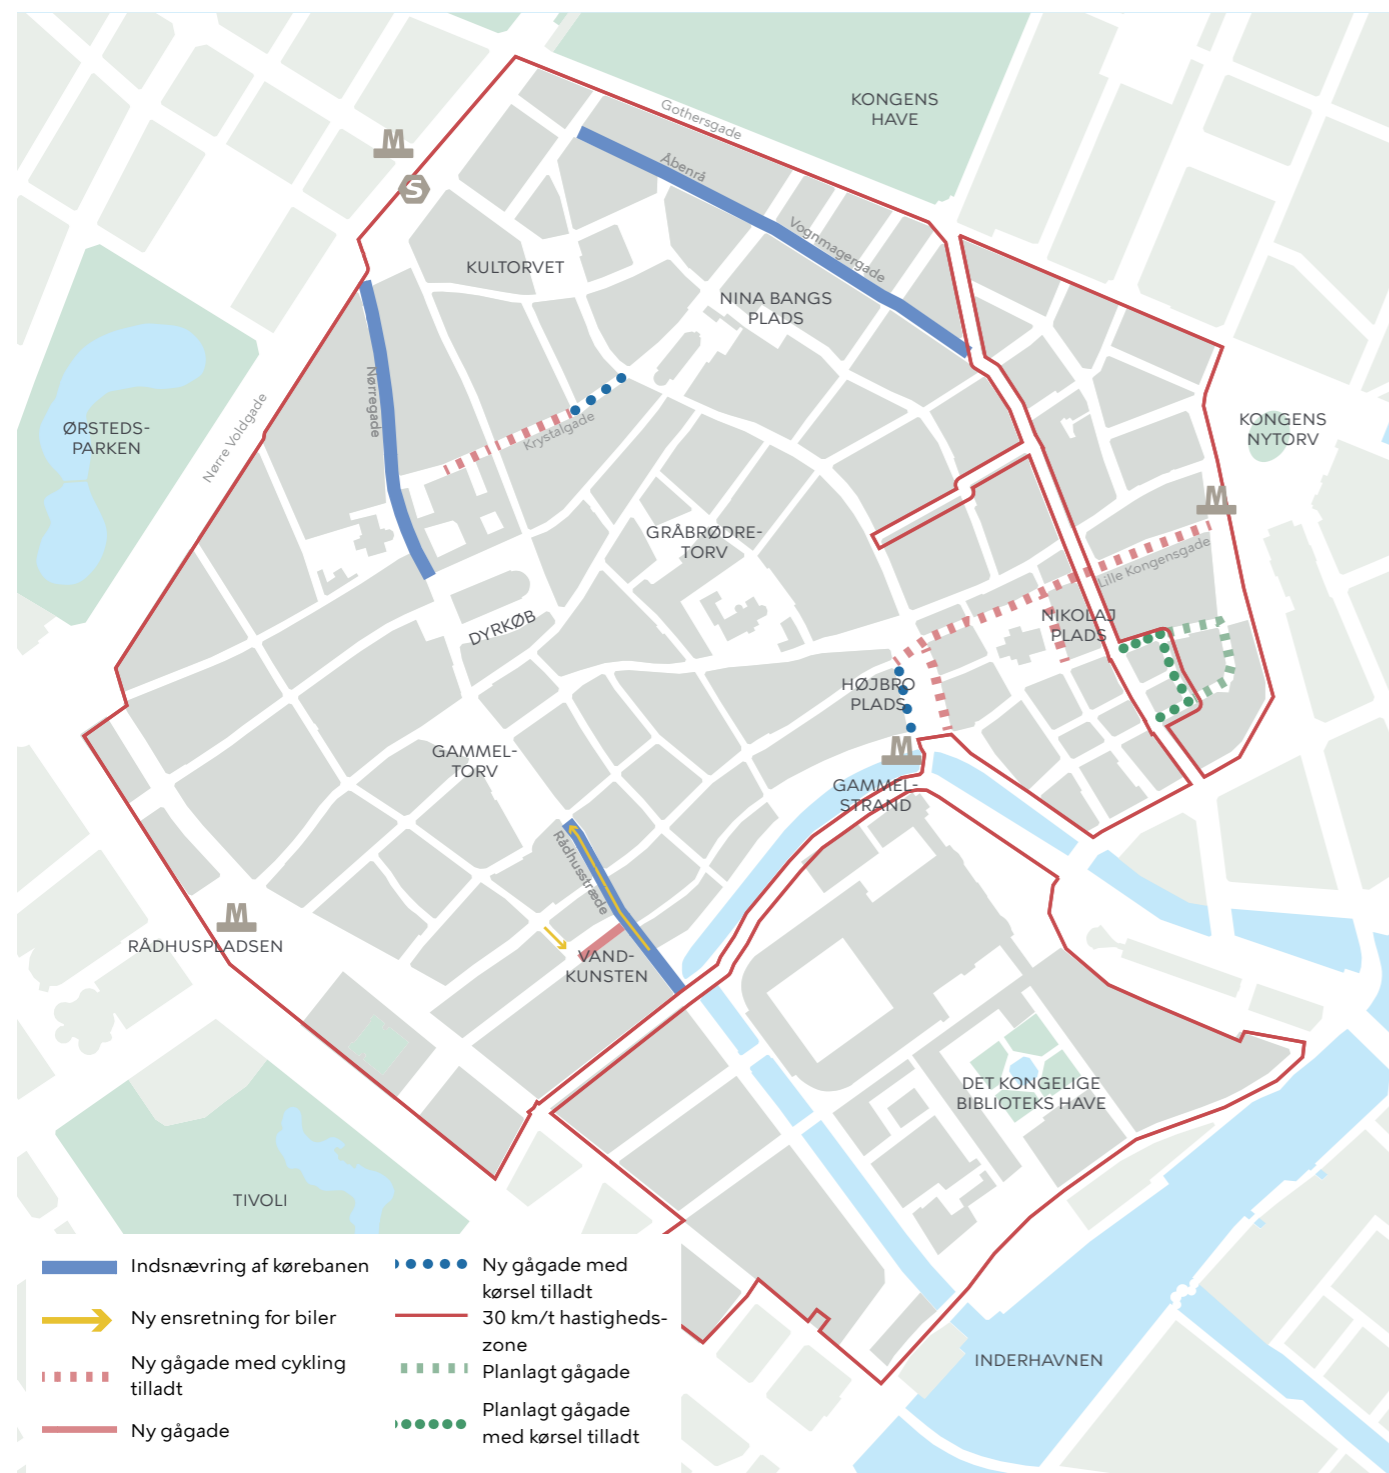 KONGENS
HAVE
Gothersgade
M
Åbenrå
S
Vognmagergade
KULTORVET
NINA BANGS
PLADS
Nørregade
ØRSTEDS-
PARKEN
Nørre Voldgade
Krystalgade
KONGENS
NYTORV
M
GRÅBRØDRE-
TORV
Lille Kongensgade
DYRKØB
NIKOLAJ
PLADS
HØJBRO
PLADS
GAMMEL-
TORV
M
GAMMEL-
STRAND
Rådhusstræde
M
RÅDHUSPLADSEN
VAND-
KUNSTEN
DET KONGELIGE
BIBLIOTEKS HAVE
TIVOLI
INDERHAVNEN
Indsnævring af kørebanen
Ny ensretning for biler
Ny gågade med cykling
tilladt
Ny gågade
Ny gågade med
kørsel tilladt
30 km/t hastigheds-
zone
Planlagt gågade
Planlagt gågade
med kørsel tilladt